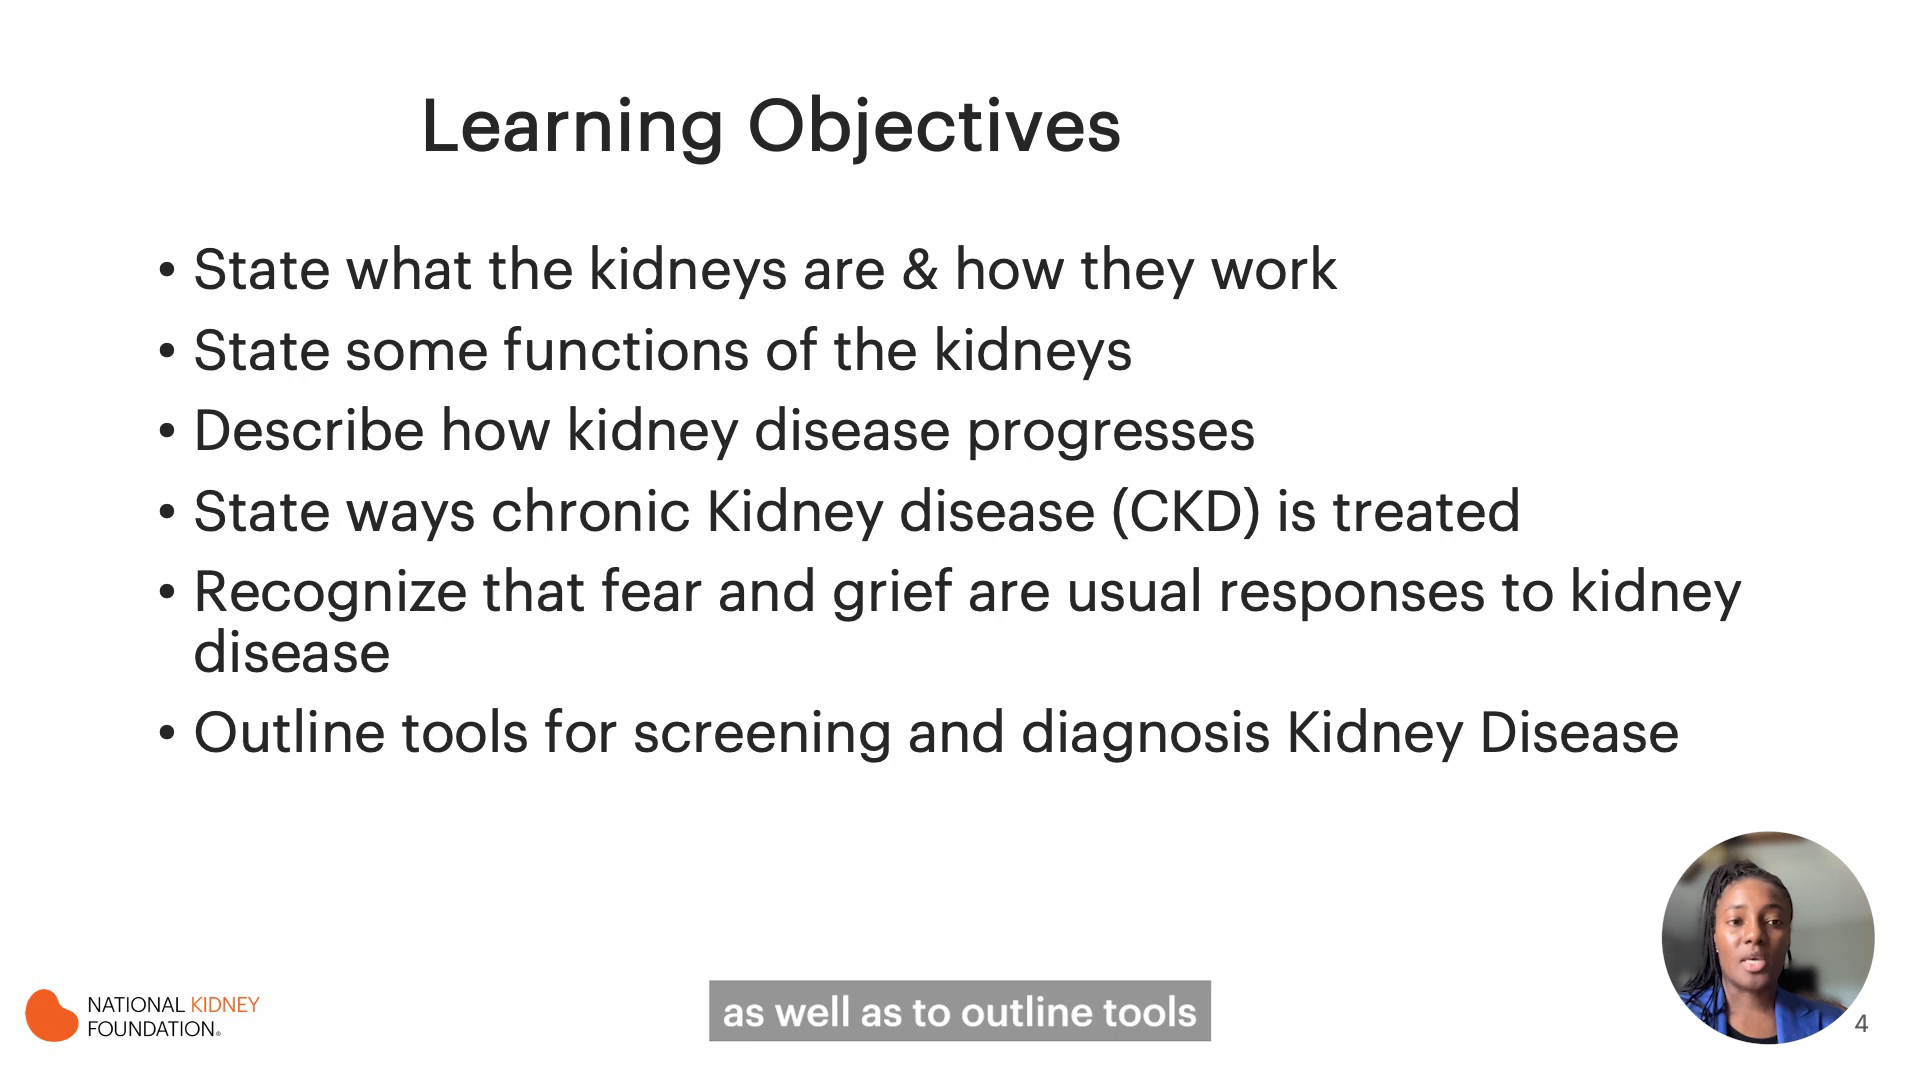 Learning Objectives
• State what the kidneys are & how they work
• State some functions of the kidneys
• Describe how kidney disease progresses
• State ways chronic Kidney disease (CKD) is treated
• Recognize that fear and grief are usual responses to kidney
disease
• Outline tools for screening and diagnosis Kidney Disease
NATIONAL KIDNEY
FOUNDATION®
as well as to outline tools
4